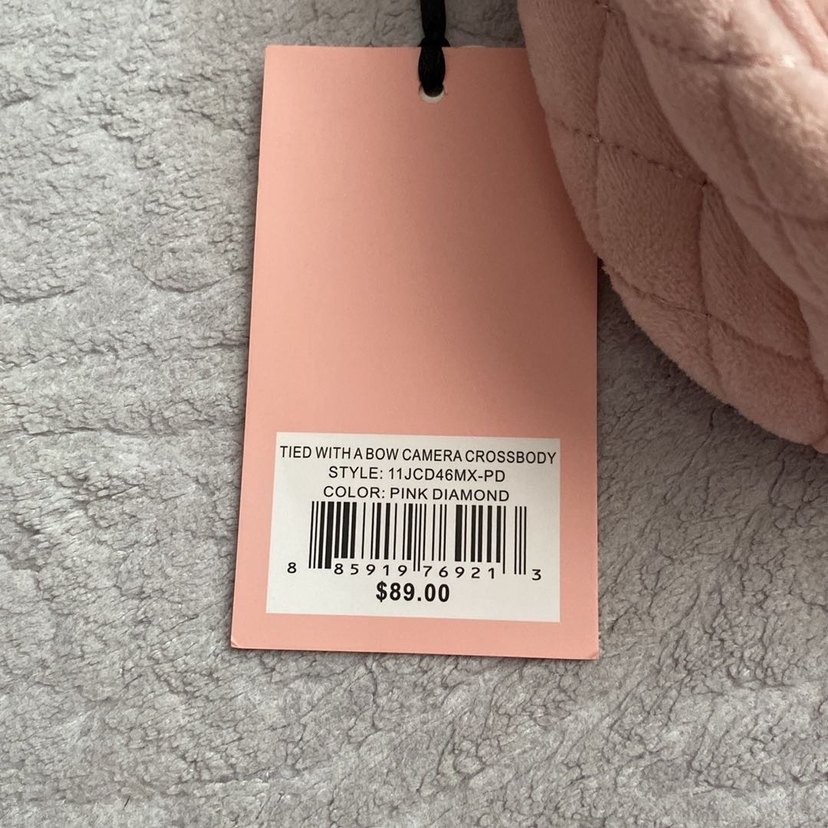 TIED WITH A BOW CAMERA CROSSBODY
STYLE: 11JCD46MX-PD
COLOR: PINK DIAMOND
8 85919 76921 3
$89.00